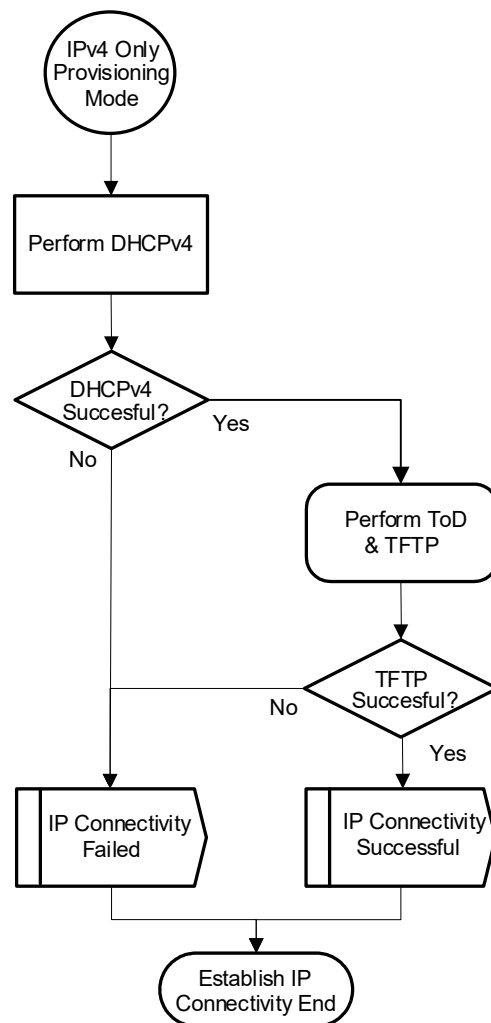 IPv4 Only
Provisioning
Mode
Perform DHCPv4
DHCPv4
Succesful?
Yes
No
Perform ToD
& TFTP
TFTP
Succesful?
No
Yes
IP Connectivity
Failed
IP Connectivity
Successful
Establish IP
Connectivity End